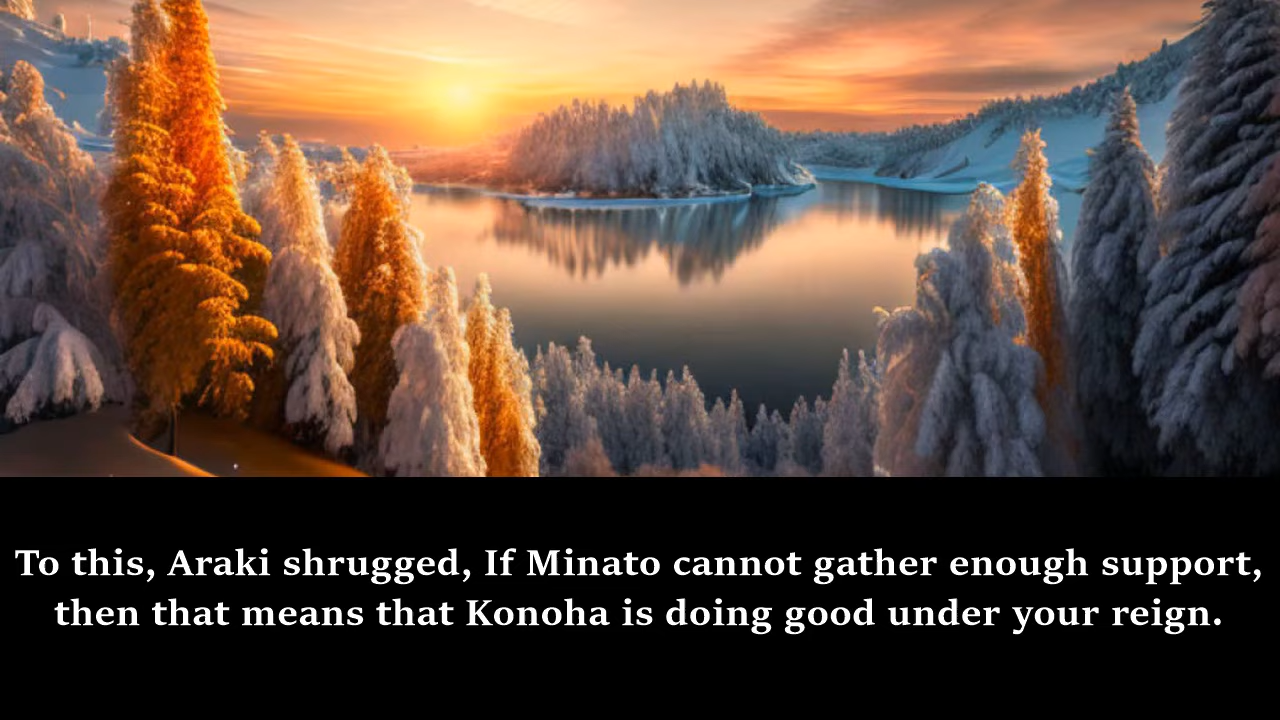 To this, Araki shrugged, If Minato cannot gather enough support,
then that means that Konoha is doing good under your reign.